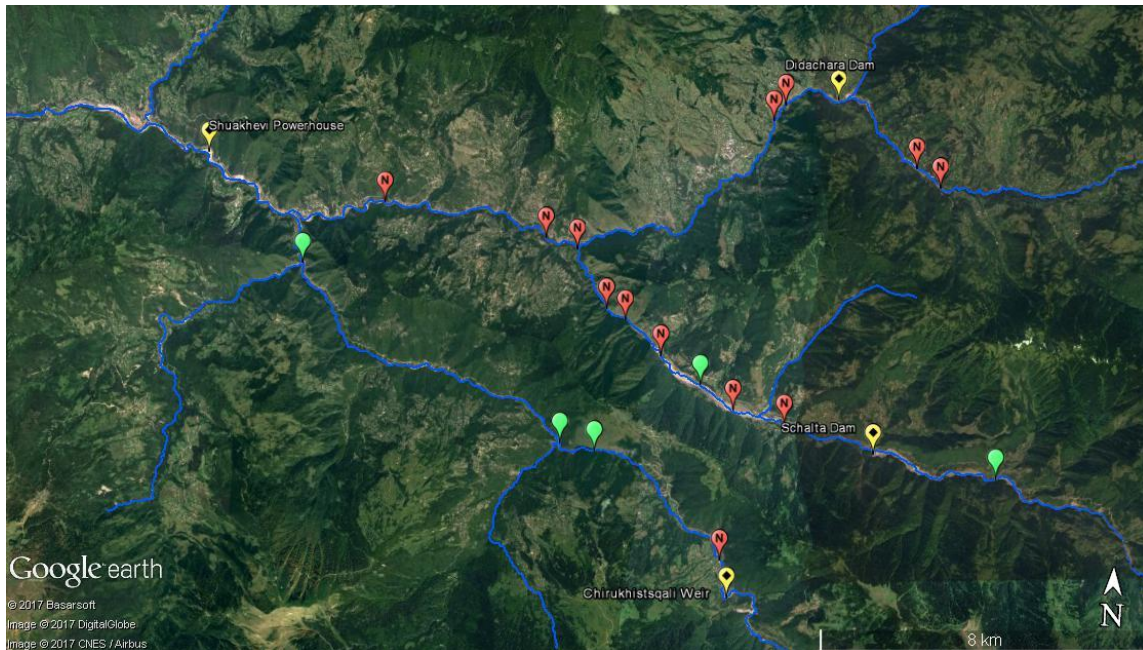 Didachara Dam
Shuakhevi Powerhouse
N
N
N
N
N
N
N
N
N
N
N
N
Schalta Dam
N
Chirukhistsqali Weir
Google earth
© 2017 Basarsoft
Image © 2017 DigitalGlobe
Image © 2017 CNES / Airbus
N
8 km